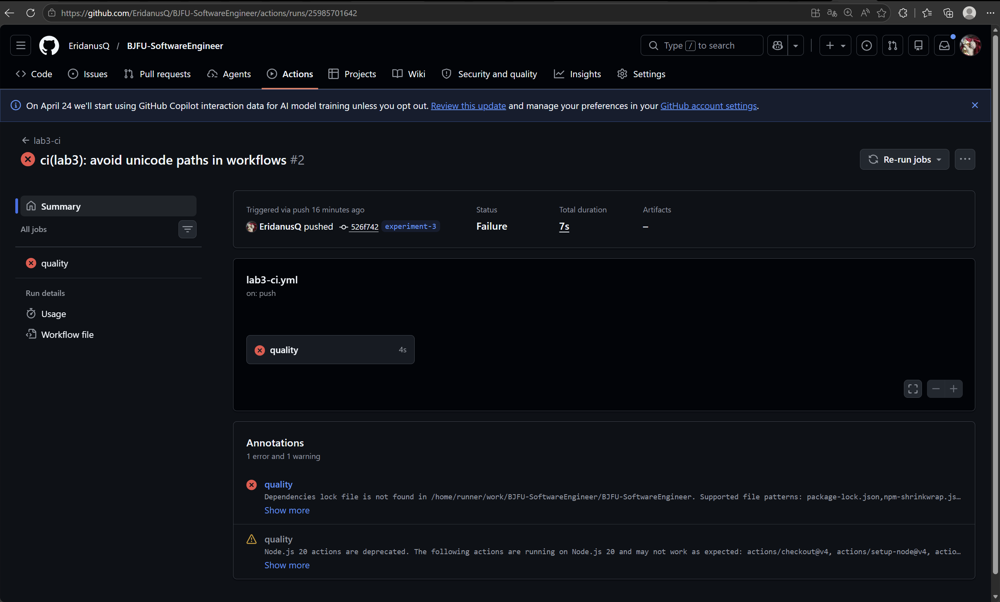 https://github.com/EridanusQ/BJFU-SoftwareEngineer/actions/runs/25985701642
EridanusQ / BJFU-SoftwareEngineer
Type / to search
Code Issues Pull requests Agents Actions Projects Wiki Security and quality Insights Settings
On April 24 we'll start using GitHub Copilot interaction data for AI model training unless you opt out. Review this update and manage your preferences in your GitHub account settings.
lab3-ci
ci(lab3): avoid unicode paths in workflows #2
Re-run jobs
Summary
All jobs
quality
Run details
Usage
Workflow file
Triggered via push 16 minutes ago
EridanusQ pushed 526f742 experiment-3
Status
Failure
Total duration
7s
Artifacts
–
lab3-ci.yml
on: push
quality 4s
Annotations
1 error and 1 warning
quality
Dependencies lock file is not found in /home/runner/work/BJFU-SoftwareEngineer/BJFU-SoftwareEngineer. Supported file patterns: package-lock.json,npm-shrinkwrap.js…
Show more
quality
Node.js 20 actions are deprecated. The following actions are running on Node.js 20 and may not work as expected: actions/checkout@v4, actions/setup-node@v4, actio…
Show more